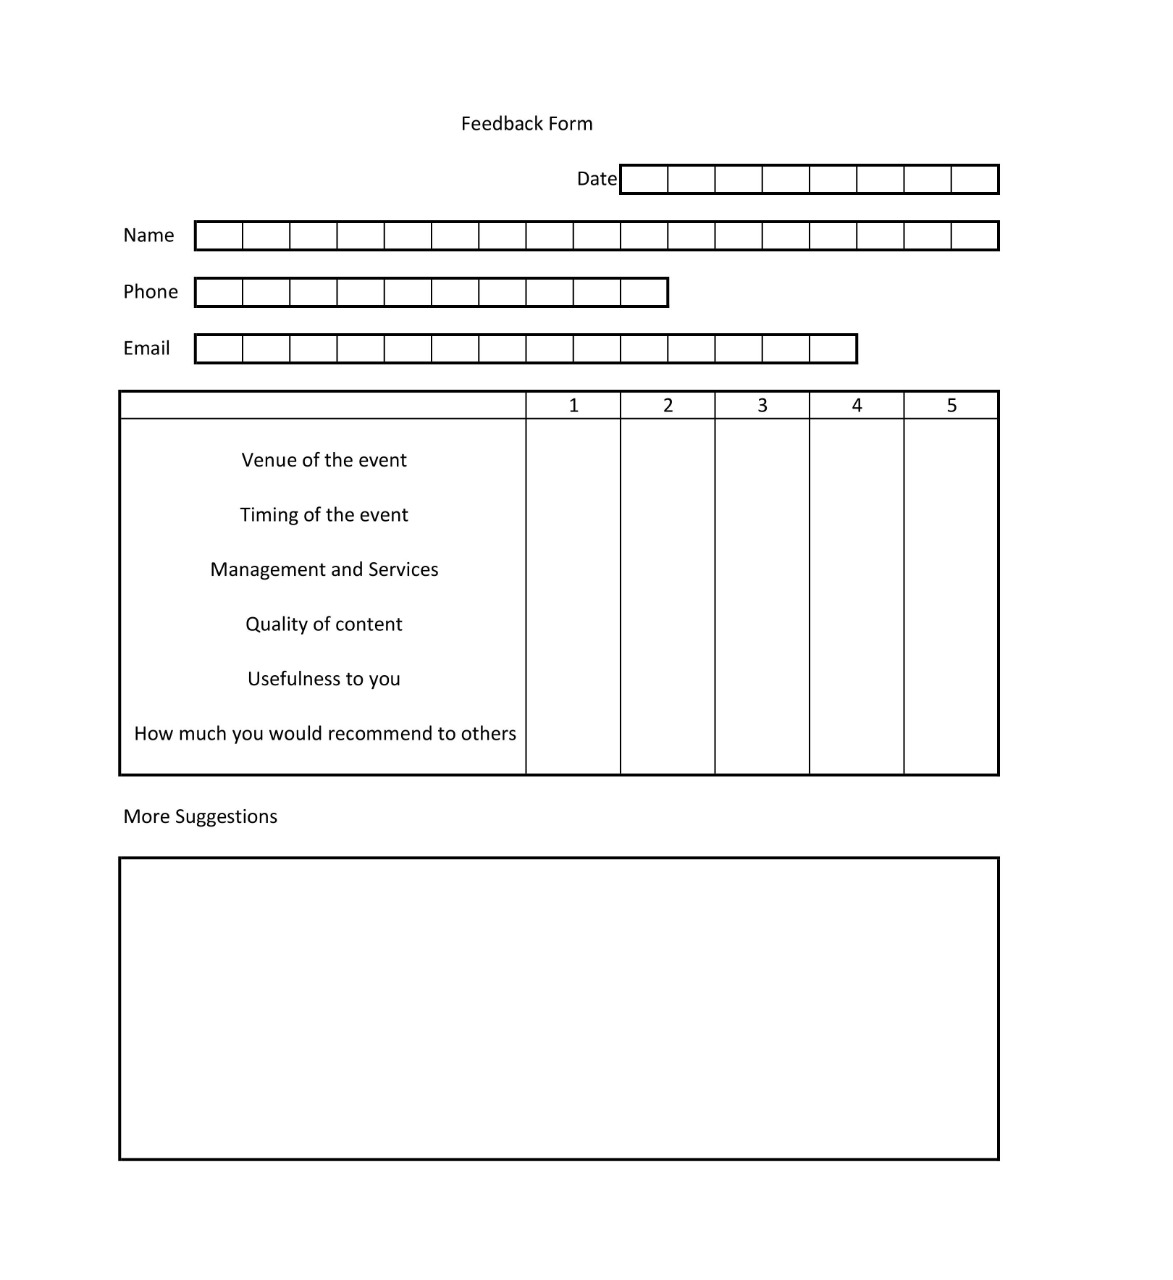 Feedback Form
Date
Name
Phone
Email
1 2 3 4 5
Venue of the event
Timing of the event
Management and Services
Quality of content
Usefulness to you
How much you would recommend to others
More Suggestions